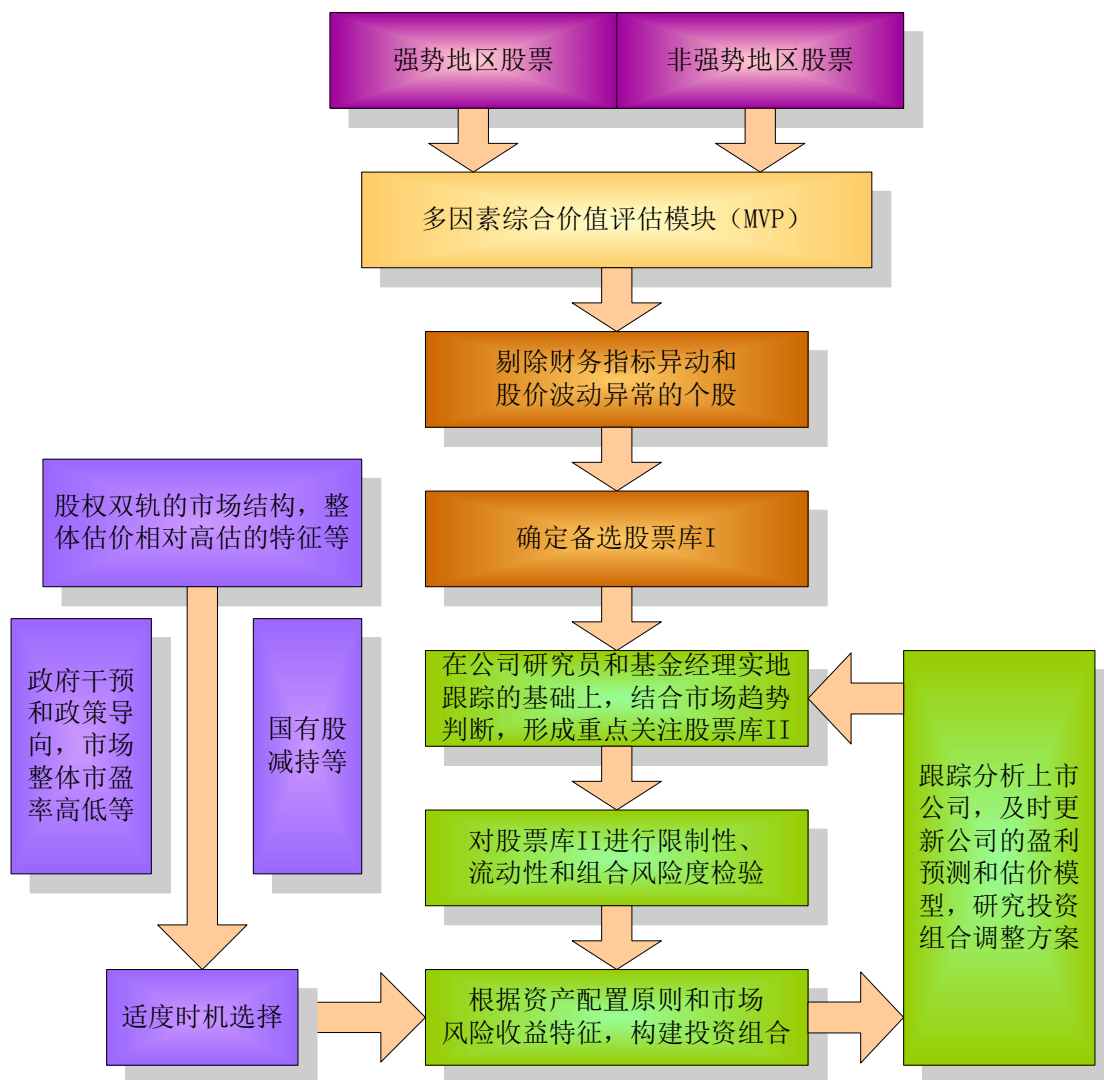 强势地区股票
非强势地区股票
多因素综合价值评估模块（MVP）
剔除财务指标异动和
股价波动异常的个股
股权双轨的市场结构，整
体估价相对高估的特征等
确定备选股票库I
政府干预
和政策导
向，市场
整体市盈
率高低等
国有股
减持等
在公司研究员和基金经理实地
跟踪的基础上，结合市场趋势
判断，形成重点关注股票库II
跟踪分析上市
公司，及时更
新公司的盈利
预测和估价模
型，研究投资
组合调整方案
对股票库II进行限制性、
流动性和组合风险度检验
适度时机选择
根据资产配置原则和市场
风险收益特征，构建投资组合